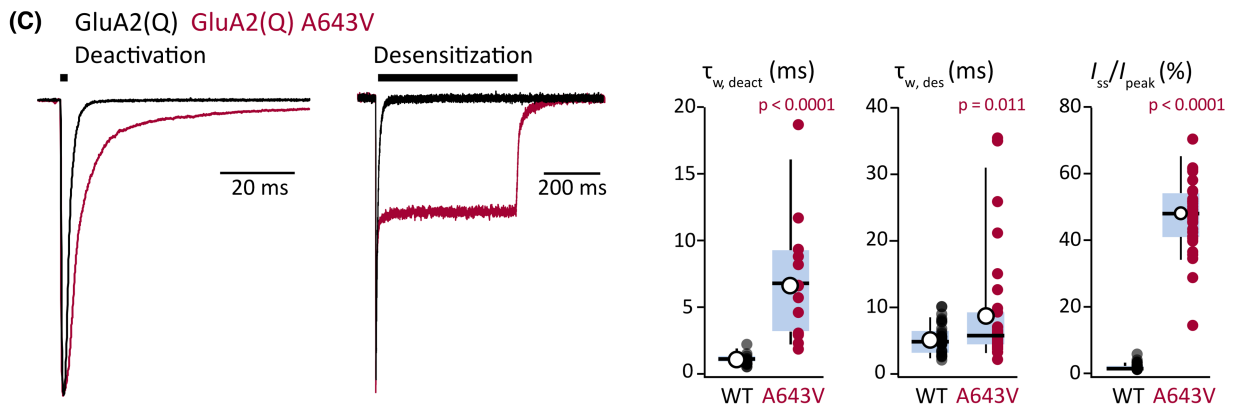 (C) GluA2(Q) GluA2(Q) A643V
Deactivation
Desensitization
20 ms
200 ms
τw, deact (ms)
p < 0.0001
20
15
10
5
0
WT A643V
τw, des (ms)
p = 0.011
40
30
20
10
0
WT A643V
Iss/Ipeak (%)
p < 0.0001
80
60
40
20
0
WT A643V